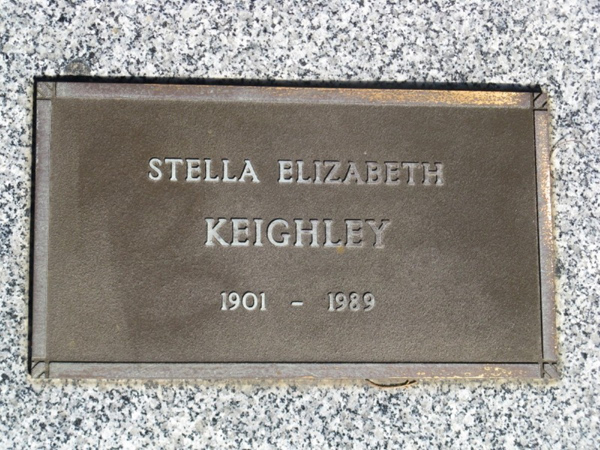 STELLA ELIZABETH
KEIGHLEY
1901 - 1989